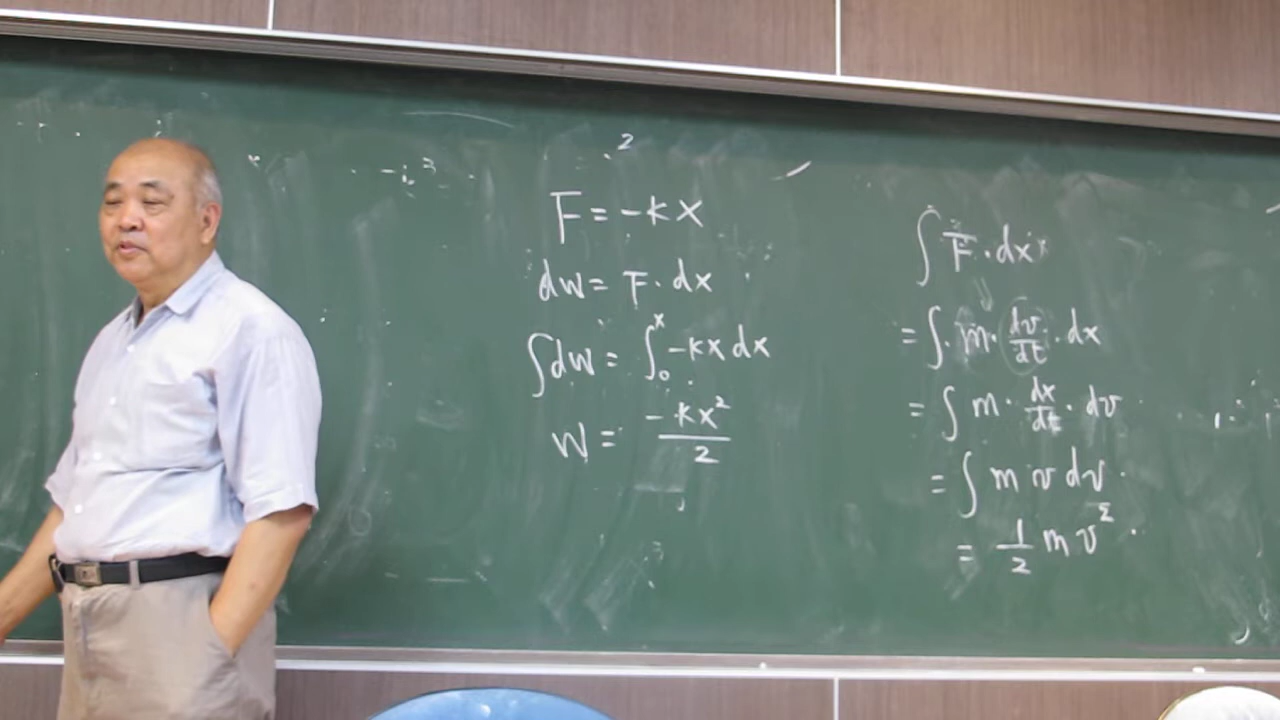 F = -kx
dw = F · dx
∫dw = ∫₀ˣ -kx dx
W = -kx²/2
∫ F · dx
= ∫ · m · dv/dt · dx
= ∫ m · dx/dt · dv
= ∫ m v dv
= 1/2 m v²